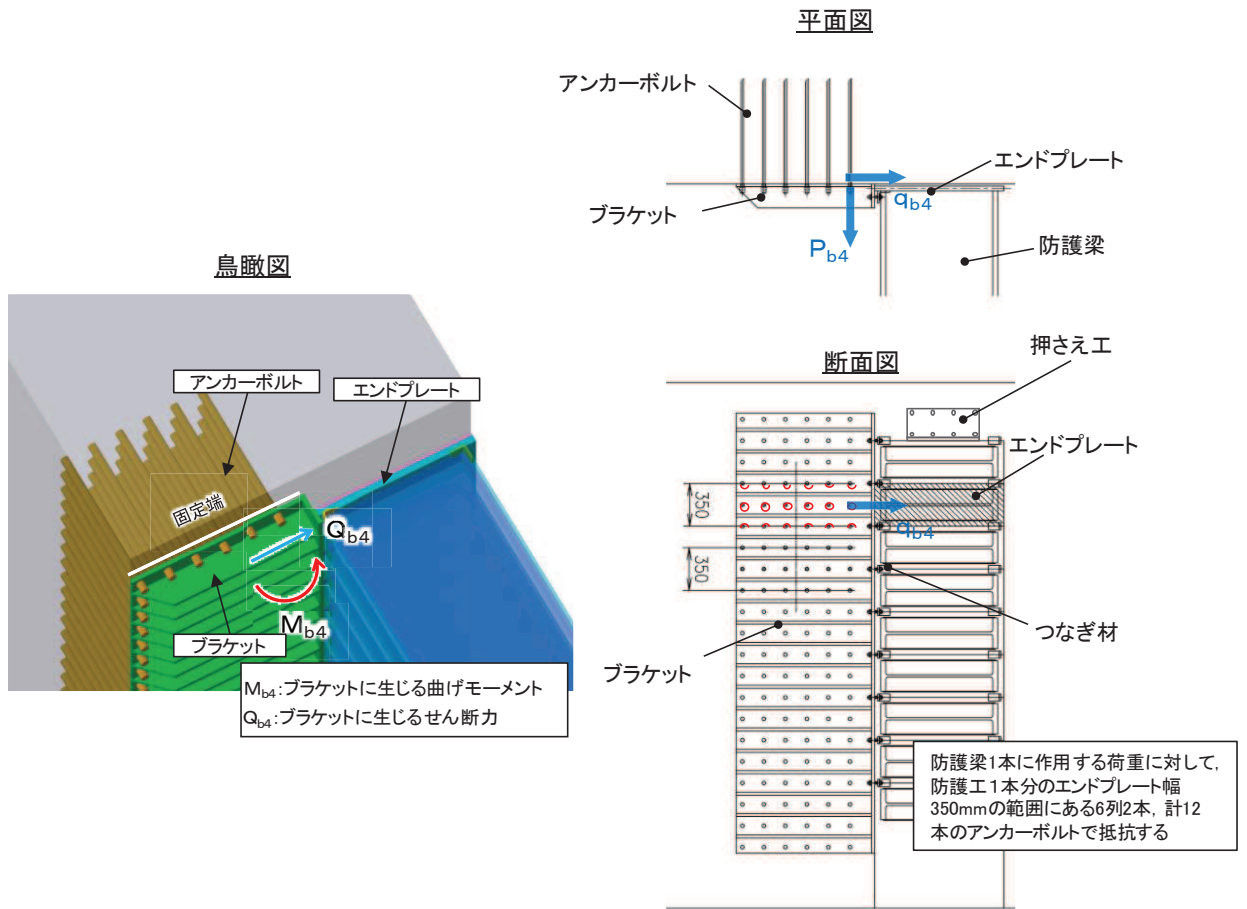 平面図
アンカーボルト
エンドプレート
ブラケット
qb4
Pb4
防護梁
鳥瞰図
アンカーボルト
エンドプレート
固定端
Qb4
Mb4
ブラケット
Mb4:ブラケットに生じる曲げモーメント
Qb4:ブラケットに生じるせん断力
断面図
押さえ工
エンドプレート
350
qb4
350
つなぎ材
ブラケット
防護梁1本に作用する荷重に対して,
防護工1本分のエンドプレート幅
350mmの範囲にある6列2本,計12
本のアンカーボルトで抵抗する